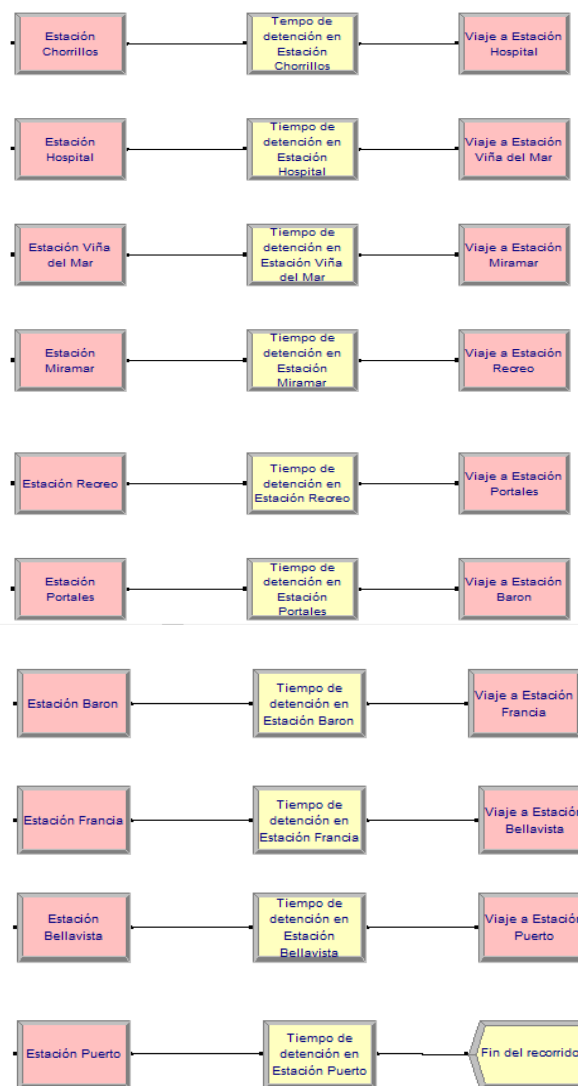 Estación
Chorrillos
Tempo de
detención en
Estación
Chorrillos
Viaje a Estación
Hospital
Estación
Hospital
Tiempo de
detención en
Estación
Hospital
Viaje a Estación
Viña del Mar
Estación Viña
del Mar
Tiempo de
detención en
Estación Viña
del Mar
Viaje a Estación
Miramar
Estación
Miramar
Tiempo de
detención en
Estación
Miramar
Viaje a Estación
Recreo
Estación Recreo
Tiempo de
detención en
Estación Recreo
Viaje a Estación
Portales
Estación
Portales
Tiempo de
detención en
Estación
Portales
Viaje a Estación
Baron
Estación Baron
Tiempo de
detención en
Estación Baron
Viaje a Estación
Francia
Estación Francia
Tiempo de
detención en
Estación Francia
Viaje a Estación
Bellavista
Estación
Bellavista
Tiempo de
detención en
Estación
Bellavista
Viaje a Estación
Puerto
Estación Puerto
Tiempo de
detención en
Estación Puerto
Fin del recorrido